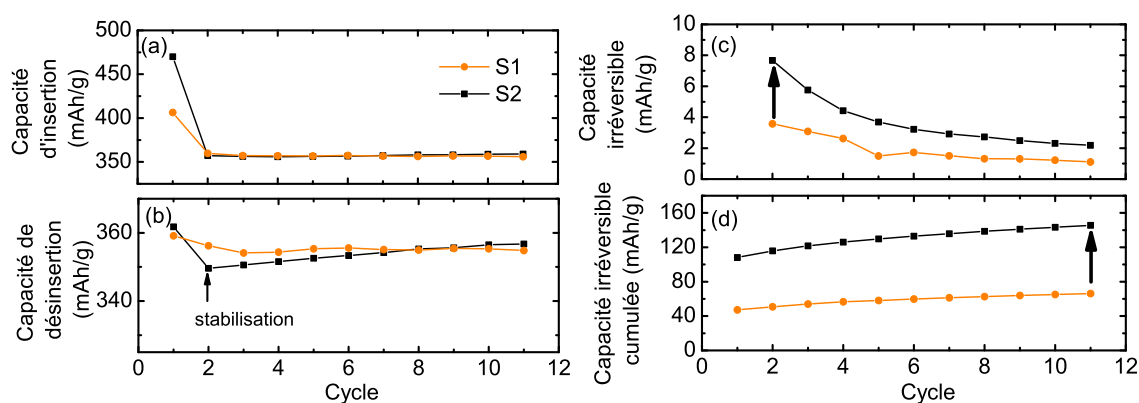 Capacité
d'insertion
(mAh/g)
500
450
400
350
(a)
S1
S2
Capacité de
désinsertion
(mAh/g)
360
340
(b)
stabilisation
0
2
4
6
8
10
12
Cycle
Capacité
irréversible
(mAh/g)
10
8
6
4
2
0
(c)
Capacité irréversible
cumulée (mAh/g)
160
120
80
40
0
(d)
0
2
4
6
8
10
12
Cycle